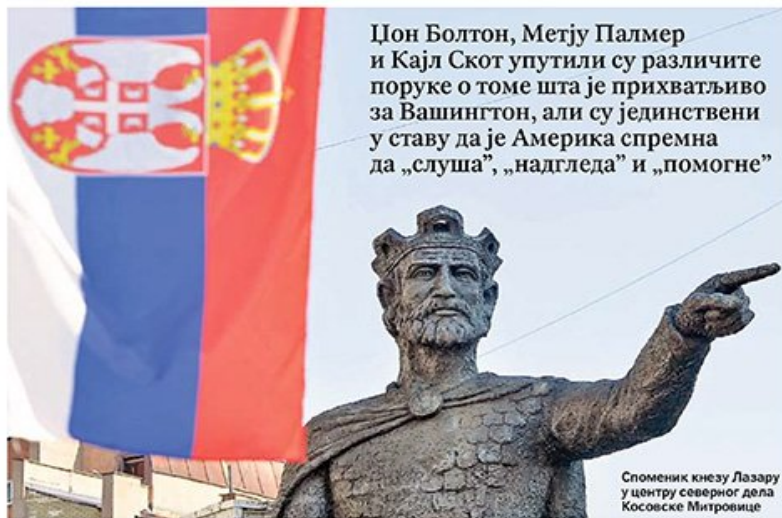 Џон Болтон, Метју Палмер
и Кајл Скот упутили су различите
поруке о томе шта је прихватљиво
за Вашингтон, али су јединствени
у ставу да је Америка спремна
да „слуша”, „надгледа” и „помогне”
Споменик кнезу Лазару
у центру северног дела
Косовске Митровице